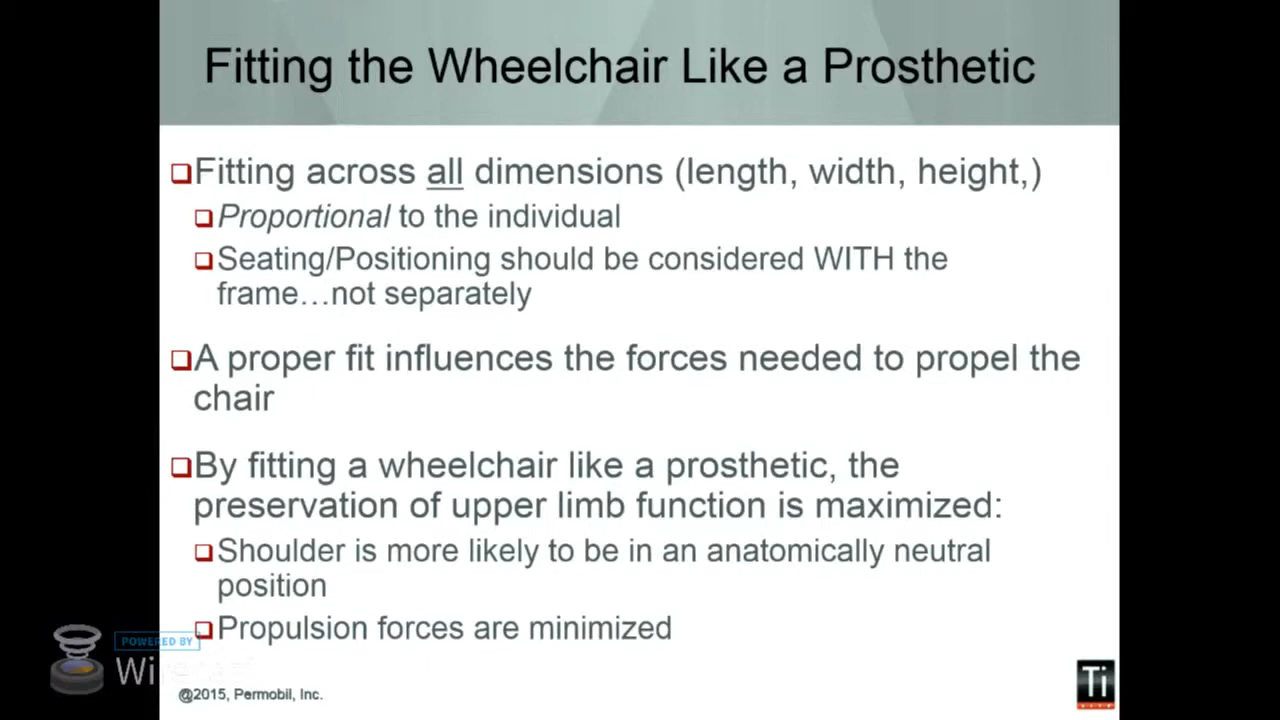 Fitting the Wheelchair Like a Prosthetic
Fitting across all dimensions (length, width, height,)
Proportional to the individual
Seating/Positioning should be considered WITH the
frame…not separately
A proper fit influences the forces needed to propel the
chair
By fitting a wheelchair like a prosthetic, the
preservation of upper limb function is maximized:
Shoulder is more likely to be in an anatomically neutral
position
Propulsion forces are minimized
POWERED BY
@2015, Permobil, Inc.
Ti